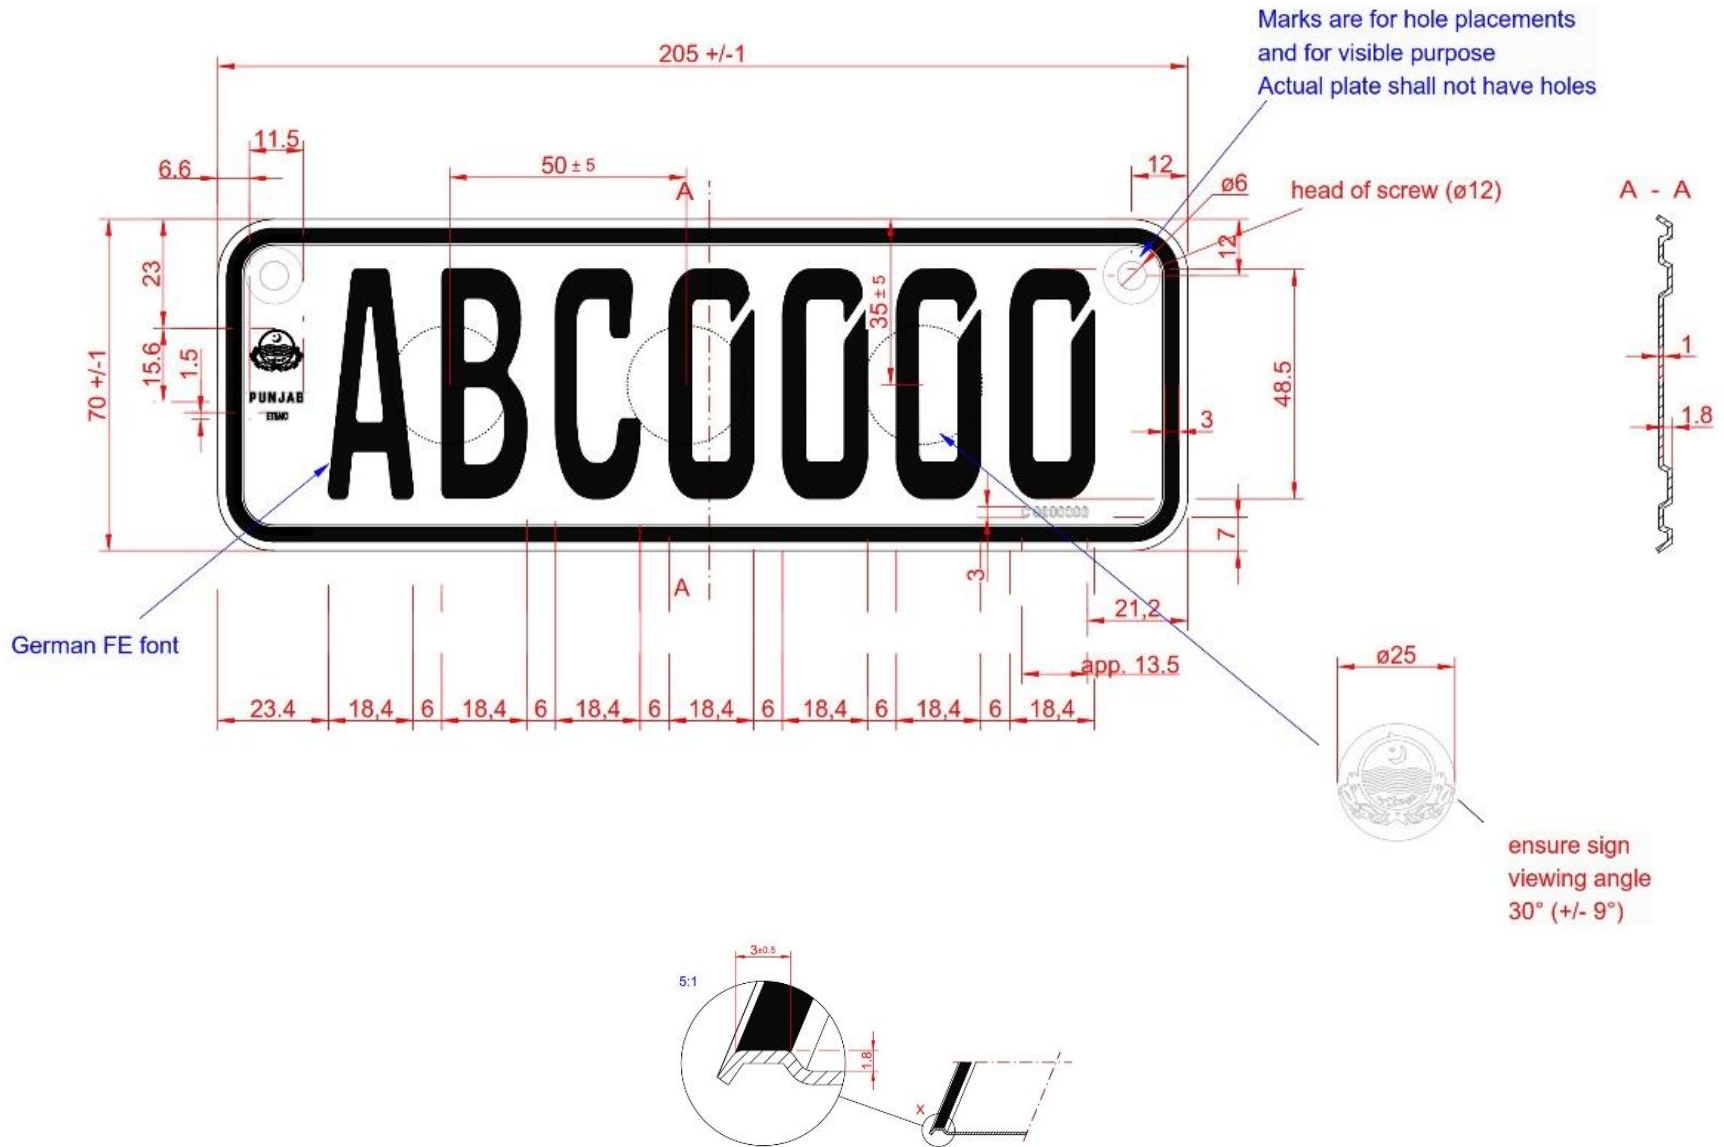 Marks are for hole placements
and for visible purpose
Actual plate shall not have holes
205 +/-1
11.5
6.6
50 ± 5
A
12
ø6
head of screw (ø12)
A - A
12
23
35 ± 5
70 +/-1
15.6
1.5
ABC0000
PUNJAB
48.5
1
3
1.8
7
3
A
21,2
German FE font
app. 13.5
ø25
23.4 18,4 6 18,4 6 18,4 6 18,4 6 18,4 6 18,4 6 18,4
ensure sign
viewing angle
30° (+/- 9°)
3±0.5
5:1
1.8
x